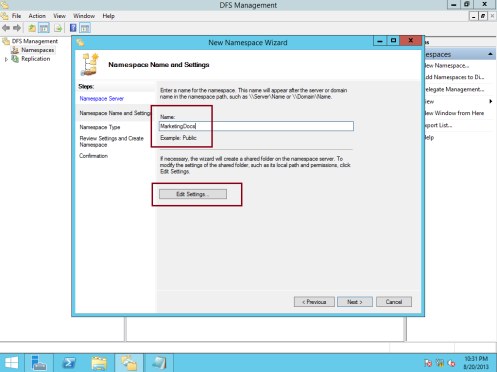 DFS Management
File Action View Window Help
DFS Management
Namespaces
Replication
New Namespace Wizard
Namespace Name and Settings
Steps:
Namespace Server
Namespace Name and Settings
Namespace Type
Review Settings and Create
Namespace
Confirmation
Enter a name for the namespace. This name will appear after the server or domain
name in the namespace path, such as \\Server\Name or \\Domain\Name.
Name:
MarketingDocs
Example: Public
If necessary, the wizard will create a shared folder on the namespace server. To
modify the settings of the shared folder, such as its local path and permissions, click
Edit Settings.
Edit Settings...
< Previous Next > Cancel
espaces
ew Namespace...
dd Namespaces to Di...
elegate Management...
iew
ew Window from Here
xport List...
elp
10:31 PM
8/20/2013